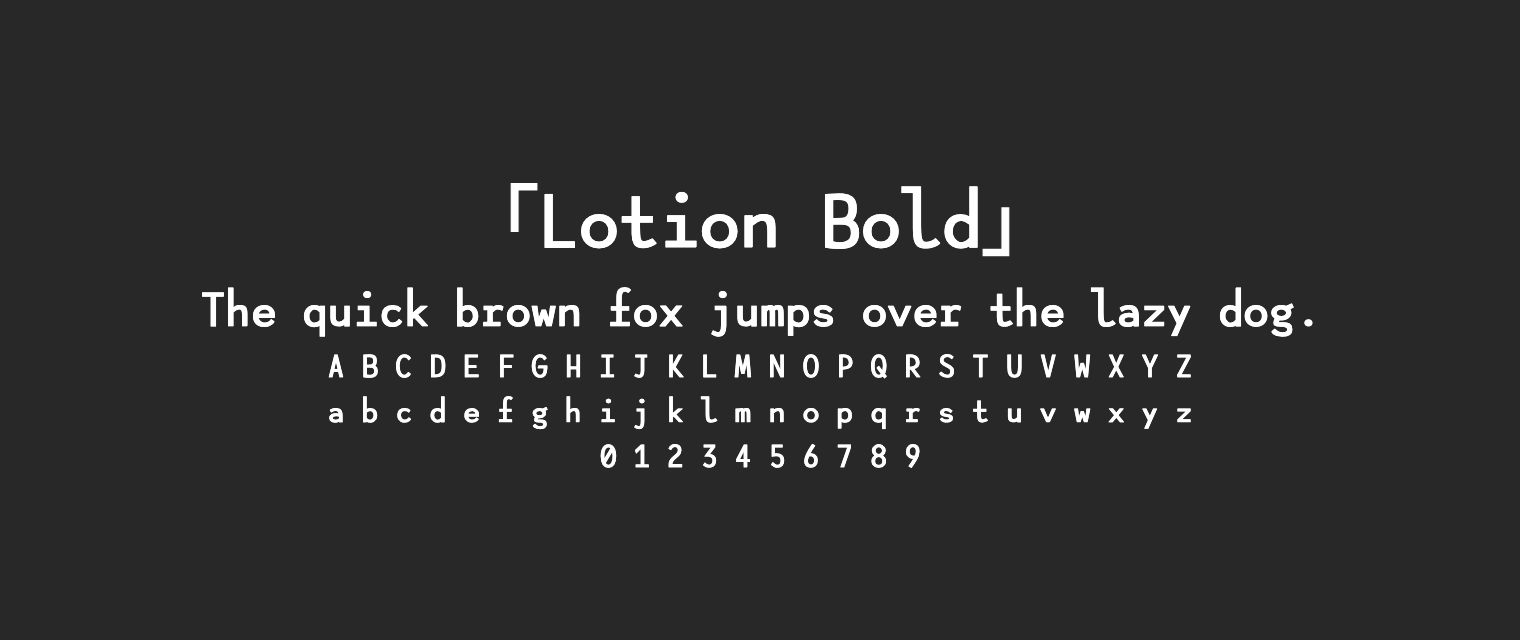 「Lotion Bold」
The quick brown fox jumps over the lazy dog.
A B C D E F G H I J K L M N O P Q R S T U V W X Y Z
a b c d e f g h i j k l m n o p q r s t u v w x y z
0 1 2 3 4 5 6 7 8 9